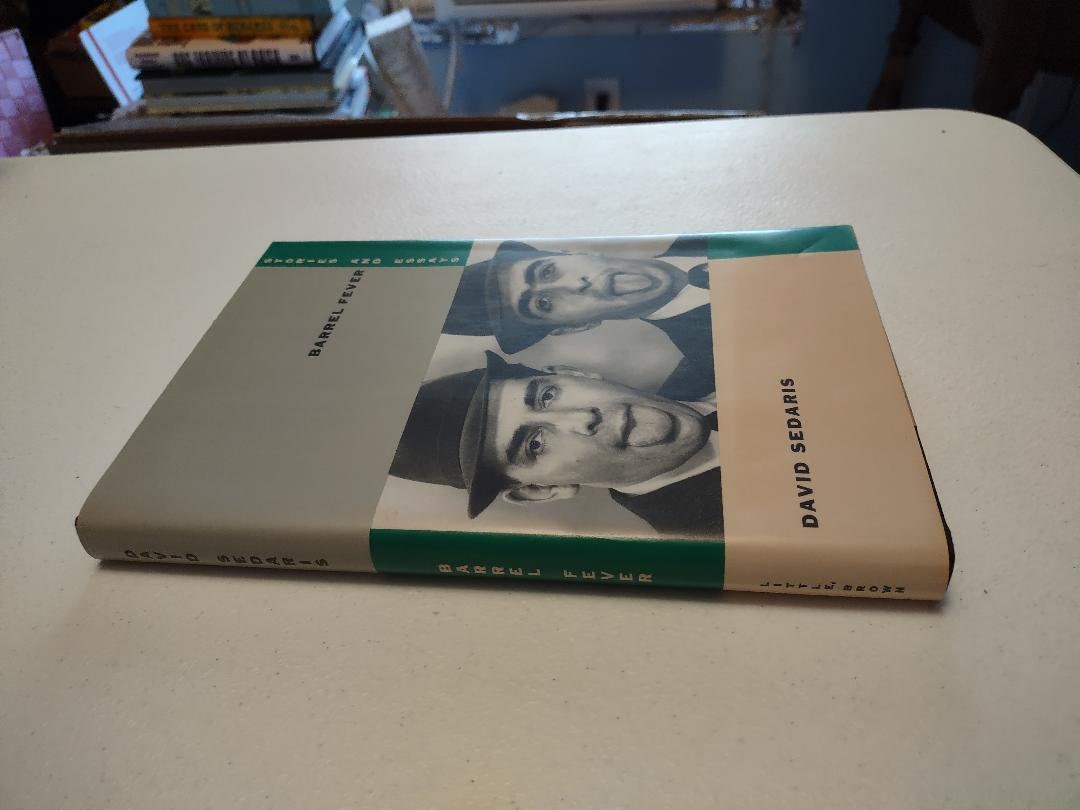 STORIES AND ESSAYS
BARREL FEVER
DAVID SEDARIS
DAVID SEDARIS
BARREL FEVER
LITTLE, BROWN